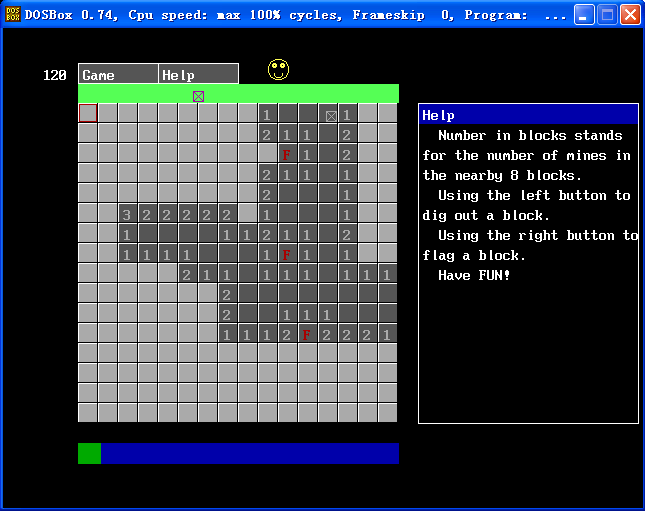 DOS
BOX
DOSBox 0.74, Cpu speed: max 100% cycles, Frameskip 0, Program: ...
120
Game
Help
1 1
2 1 1 2
F 1 2
2 1 1 1
2 1
3 2 2 2 2 2 1 1
1 1 1 2 1 1 2
1 1 1 1 1 F 1 1
2 1 1 1 1 1 1 1 1
2
2 1 1 1
1 1 1 2 F 2 2 2 1
Help
Number in blocks stands
for the number of mines in
the nearby 8 blocks.
Using the left button to
dig out a block.
Using the right button to
flag a block.
Have FUN!